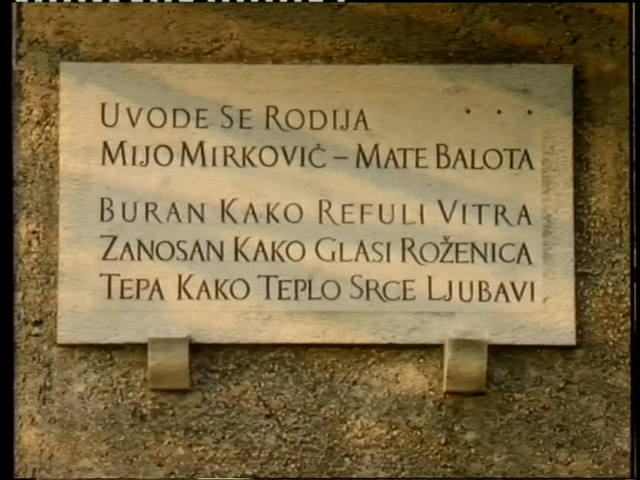 UVODE SE RODIJA . . .
MIJO MIRKOVIĆ – MATE BALOTA
BURAN KAKO REFULI VITRA
ZANOSAN KAKO GLASI ROŽENICA
TEPA KAKO TEPLO SRCE LJUBAVI